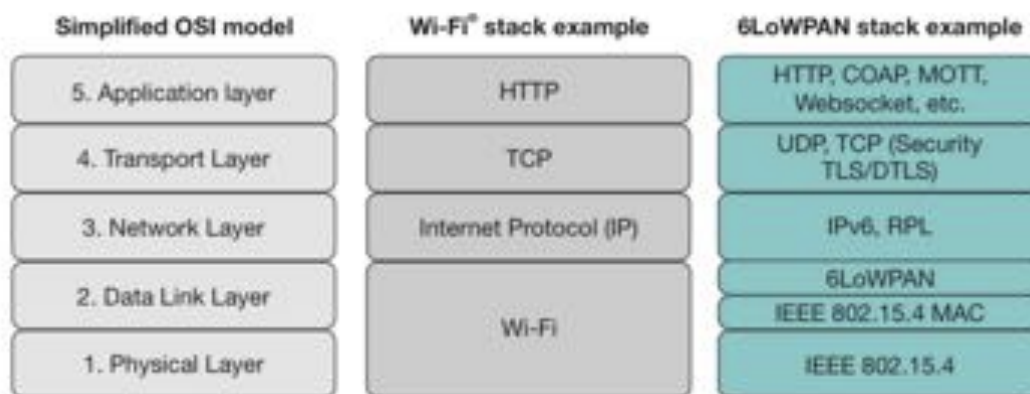 Simplified OSI model
Wi-Fi® stack example
6LoWPAN stack example
5. Application layer
HTTP
HTTP, COAP, MOTT,
Websocket, etc.
4. Transport Layer
TCP
UDP, TCP (Security
TLS/DTLS)
3. Network Layer
Internet Protocol (IP)
IPv6, RPL
2. Data Link Layer
Wi-Fi
6LoWPAN
IEEE 802.15.4 MAC
1. Physical Layer
IEEE 802.15.4